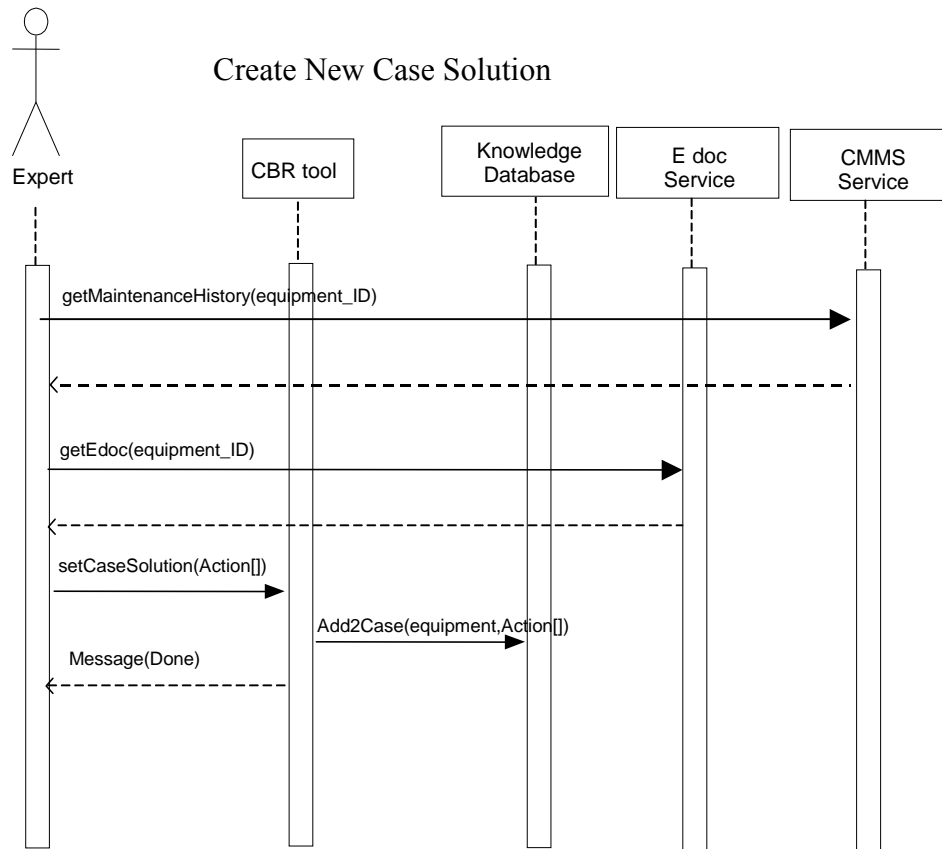 Create New Case Solution
Expert
CBR tool
Knowledge
Database
E doc
Service
CMMS
Service
getMaintenanceHistory(equipment_ID)
getEdoc(equipment_ID)
setCaseSolution(Action[])
Add2Case(equipment,Action[])
Message(Done)